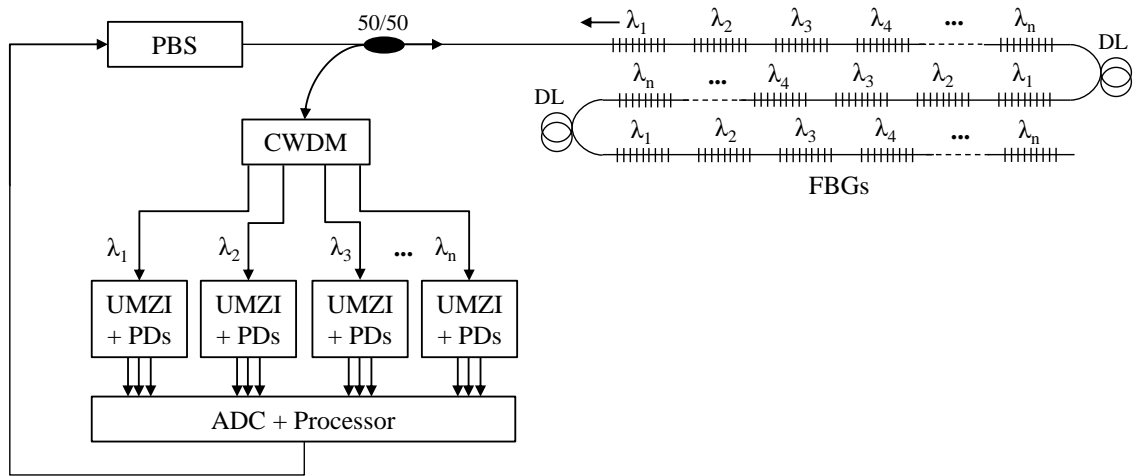 50/50
PBS
λ1 λ2 λ3 λ4 ... λn
DL
λn ... λ4 λ3 λ2 λ1
DL
λ1 λ2 λ3 λ4 ... λn
FBGs
CWDM
λ1 λ2 λ3 ... λn
UMZI UMZI UMZI UMZI
+ PDs + PDs + PDs + PDs
ADC + Processor